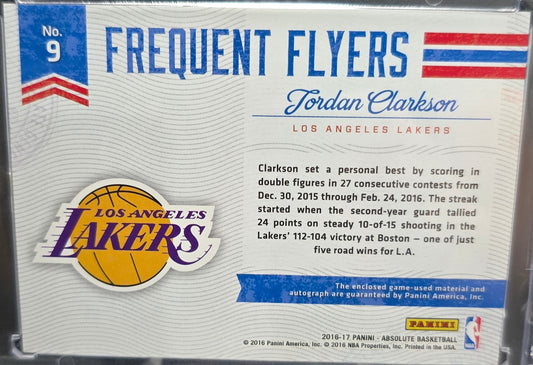 No.
9
FREQUENT FLYERS
Jordan Clarkson
LOS ANGELES LAKERS
Clarkson set a personal best by scoring in
double figures in 27 consecutive contests from
Dec. 30, 2015 through Feb. 24, 2016. The streak
started when the second-year guard tallied
24 points on steady 10-of-15 shooting in the
Lakers' 112-104 victory at Boston – one of just
five road wins for L.A.
LOS ANGELES
LAKERS
The enclosed game-used material and
autograph are guaranteed by Panini America, Inc.
PANINI
NBA
2016-17 PANINI - ABSOLUTE BASKETBALL
© 2016 Panini America, Inc. © 2016 NBA Properties, Inc. Printed in the USA.